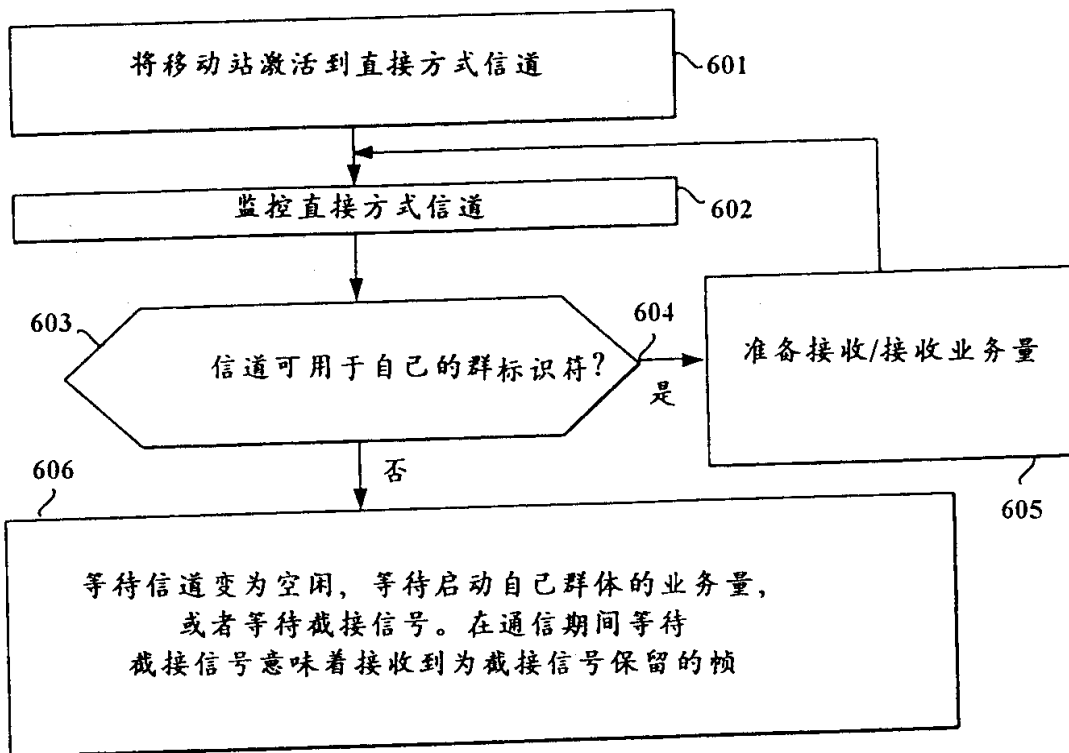 将移动站激活到直接方式信道
601
监控直接方式信道
602
603
信道可用于自己的群标识符?
604
是
准备接收/接收业务量
605
否
606
等待信道变为空闲, 等待启动自己群体的业务量,
或者等待截接信号。在通信期间等待
截接信号意味着接收到为截接信号保留的帧